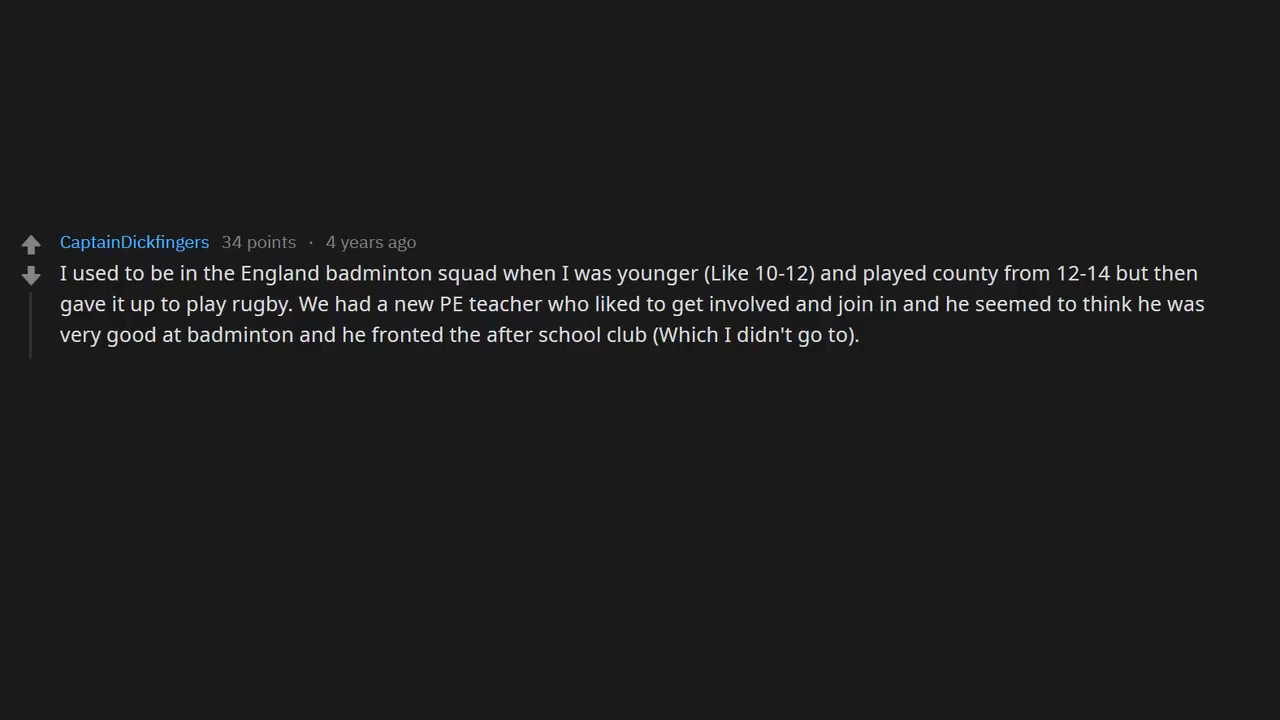 CaptainDickfingers 34 points · 4 years ago
I used to be in the England badminton squad when I was younger (Like 10-12) and played county from 12-14 but then
gave it up to play rugby. We had a new PE teacher who liked to get involved and join in and he seemed to think he was
very good at badminton and he fronted the after school club (Which I didn't go to).